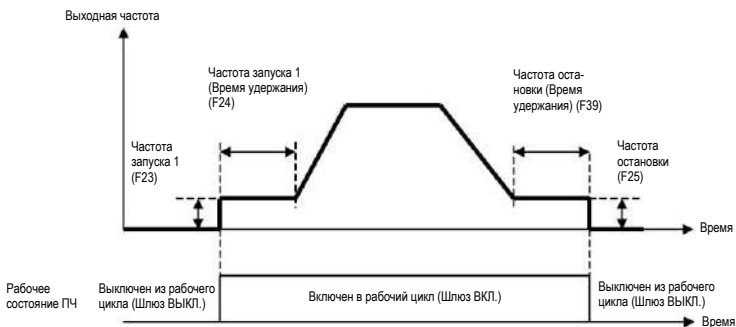 Выходная частота
Частота запуска 1
(Время удержания)
(F24)
Частота оста-
новки (Время
удержания) (F39)
Частота
запуска 1
(F23)
Частота
остановки
(F25)
Время
Рабочее
состояние ПЧ
Выключен из рабочего
цикла (Шлюз ВЫКЛ.)
Включен в рабочий цикл (Шлюз ВКЛ.)
Выключен из рабочего
цикла (Шлюз ВЫКЛ.)
Время